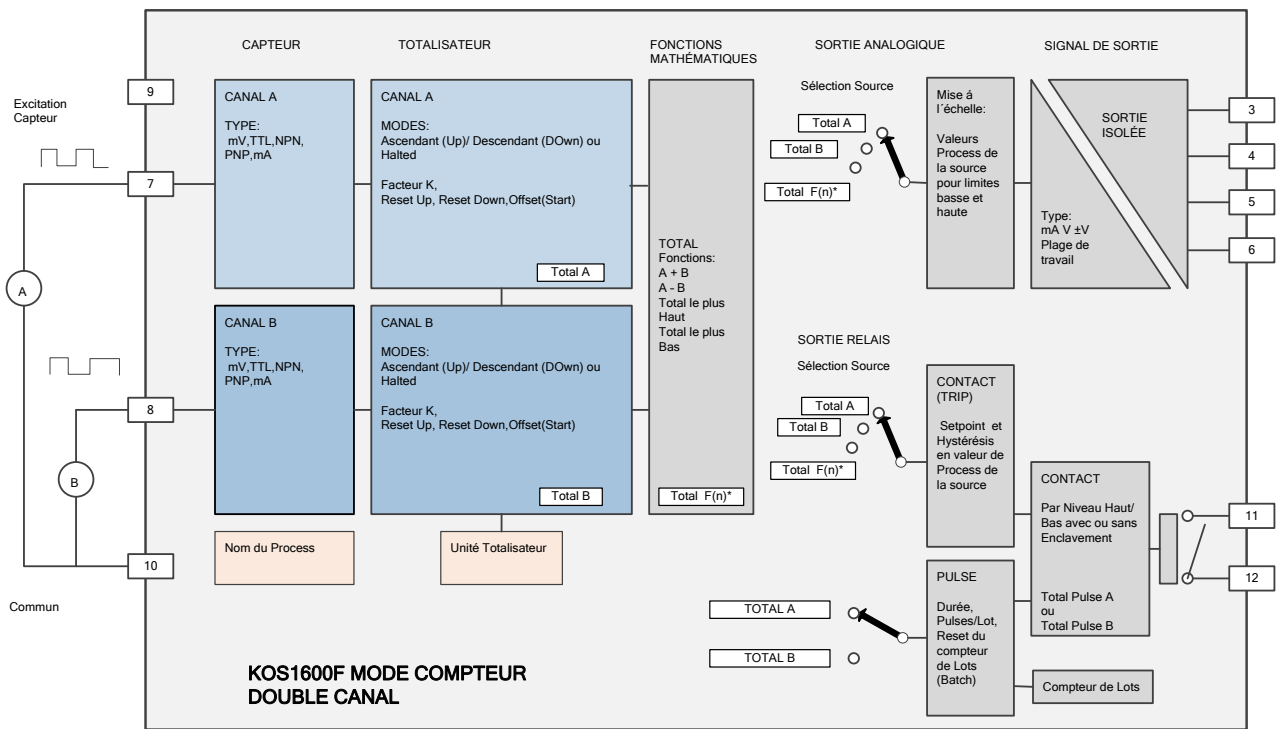 CAPTEUR
TOTALISATEUR
FONCTIONS
MATHÉMATIQUES
SORTIE ANALOGIQUE
SIGNAL DE SORTIE
Excitation
Capteur
9
7
A
8
B
10
Commun
CANAL A
TYPE:
mV,TTL,NPN,
PNP,mA
CANAL A
MODES:
Ascendant (Up)/ Descendant (DOwn) ou
Halted
Facteur K,
Reset Up, Reset Down,Offset(Start)
Total A
CANAL B
TYPE:
mV,TTL,NPN,
PNP,mA
CANAL B
MODES:
Ascendant (Up)/ Descendant (DOwn) ou
Halted
Facteur K,
Reset Up, Reset Down,Offset(Start)
Total B
Nom du Process
Unité Totalisateur
TOTAL
Fonctions:
A + B
A - B
Total le plus
Haut
Total le plus
Bas
Total F(n)*
Sélection Source
Total A
Total B
Total F(n)*
Mise á
l´échelle:
Valeurs
Process de
la source
pour limites
basse et
haute
SORTIE
ISOLÉE
Type:
mA V ±V
Plage de
travail
3
4
5
6
SORTIE RELAIS
Sélection Source
Total A
Total B
Total F(n)*
CONTACT
(TRIP)
Setpoint et
Hystérésis
en valeur de
Process de
la source
CONTACT
Par Niveau Haut/
Bas avec ou sans
Enclavement
Total Pulse A
ou
Total Pulse B
11
12
TOTAL A
TOTAL B
PULSE
Durée,
Pulses/Lot,
Reset du
compteur
de Lots
(Batch)
Compteur de Lots
KOS1600F MODE COMPTEUR
DOUBLE CANAL